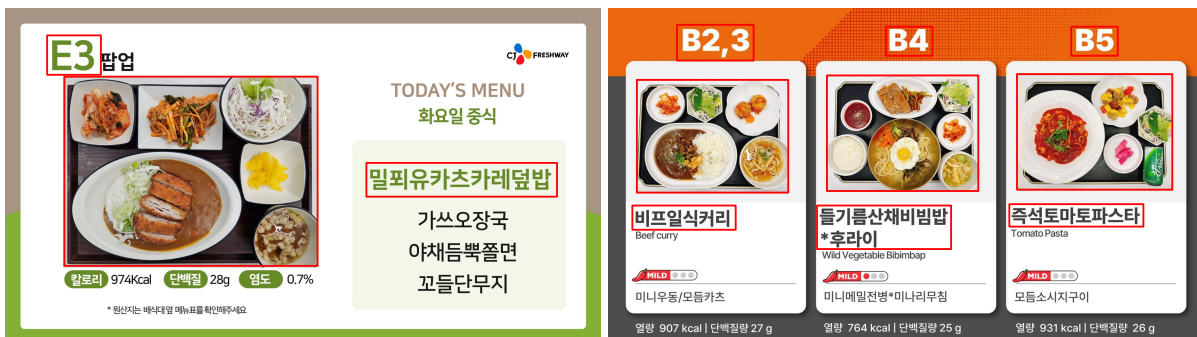 E3 팝업
CJ FRESHWAY
TODAY'S MENU
화요일 중식
밀푀유카츠카레덮밥
가쓰오장국
야채듬뿍쫄면
꼬들단무지
칼로리 974Kcal 단백질 28g 염도 0.7%
* 원산지는 배식대 옆 메뉴표를 확인해주세요
B2,3
비프일식커리
Beef curry
MILD
미니우동/모듬카츠
열량 907 kcal | 단백질량 27 g
B4
들기름산채비빔밥
*후라이
Wild Vegetable Bibimbap
MILD
미니메밀전병*미나리무침
열량 764 kcal | 단백질량 25 g
B5
즉석토마토파스타
Tomato Pasta
MILD
모듬소시지구이
열량 931 kcal | 단백질량 26 g